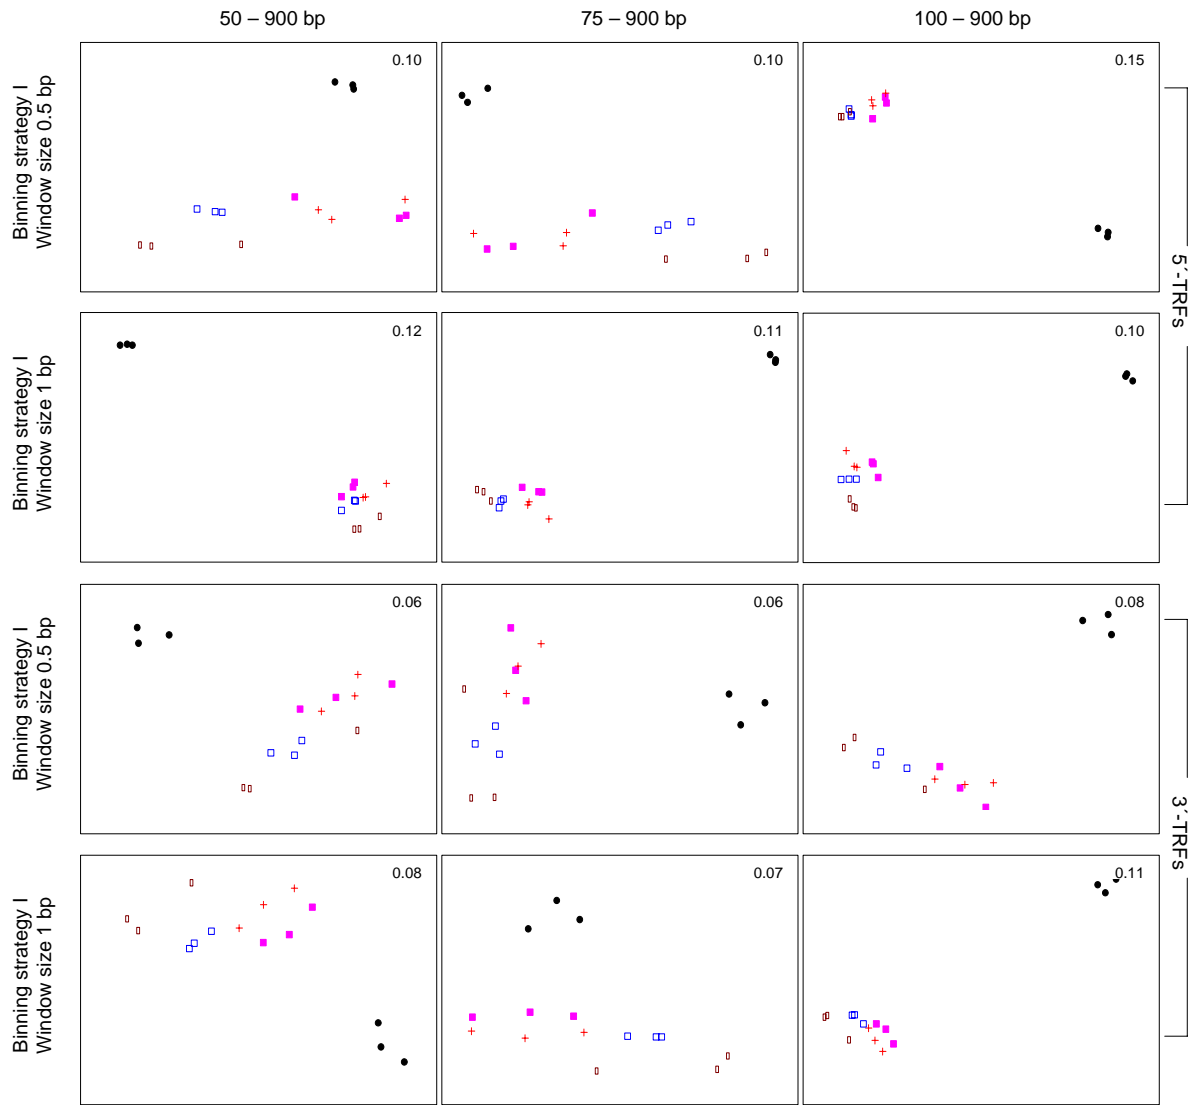 50 – 900 bp
75 – 900 bp
100 – 900 bp
Binning strategy I
Window size 0.5 bp
0.10
0.10
0.15
5´-TRFs
Binning strategy I
Window size 1 bp
0.12
0.11
0.10
Binning strategy I
Window size 0.5 bp
0.06
0.06
0.08
3´-TRFs
Binning strategy I
Window size 1 bp
0.08
0.07
0.11